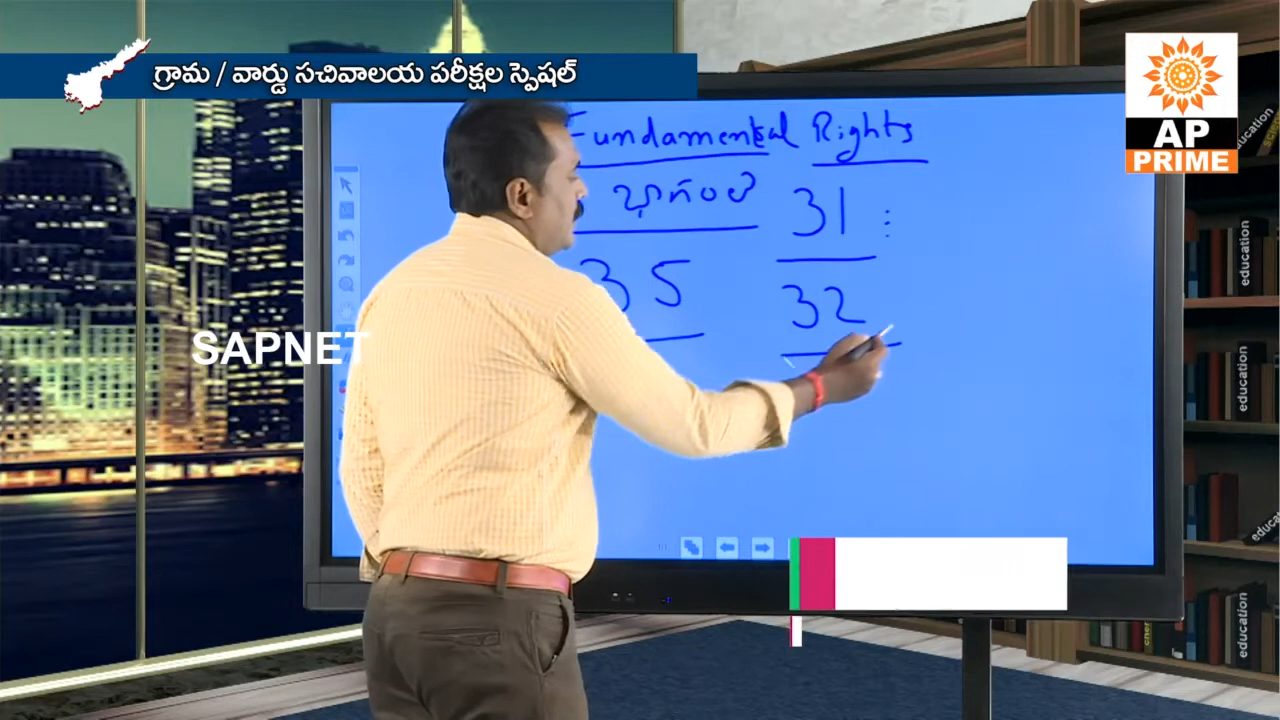 గ్రామ / వార్డు సచివాలయ పరీక్షల స్పెషల్
AP
PRIME
Fundamental Rights
31
35
32
SAPNET
education
education
education
education